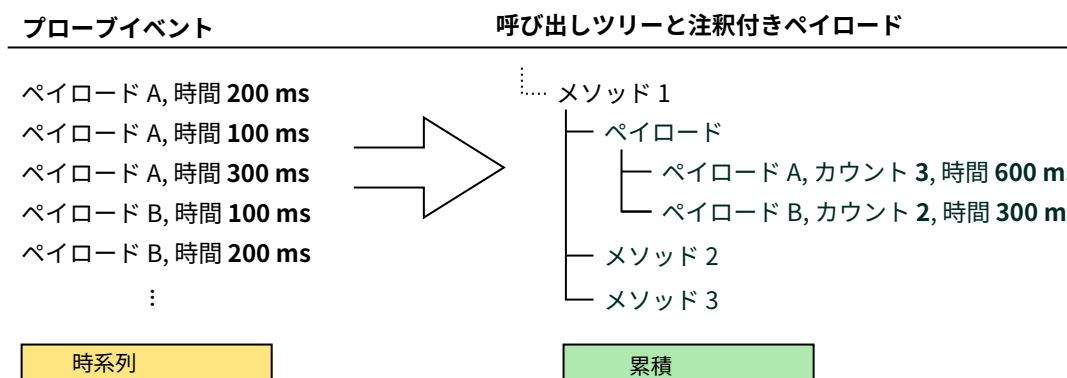 プローブイベント
呼び出しツリーと注釈付きペイロード
ペイロード A, 時間 200 ms
ペイロード A, 時間 100 ms
ペイロード A, 時間 300 ms
ペイロード B, 時間 100 ms
ペイロード B, 時間 200 ms
⋮
メソッド 1
ペイロード
ペイロード A, カウント 3, 時間 600 ms
ペイロード B, カウント 2, 時間 300 m
メソッド 2
メソッド 3
時系列
累積